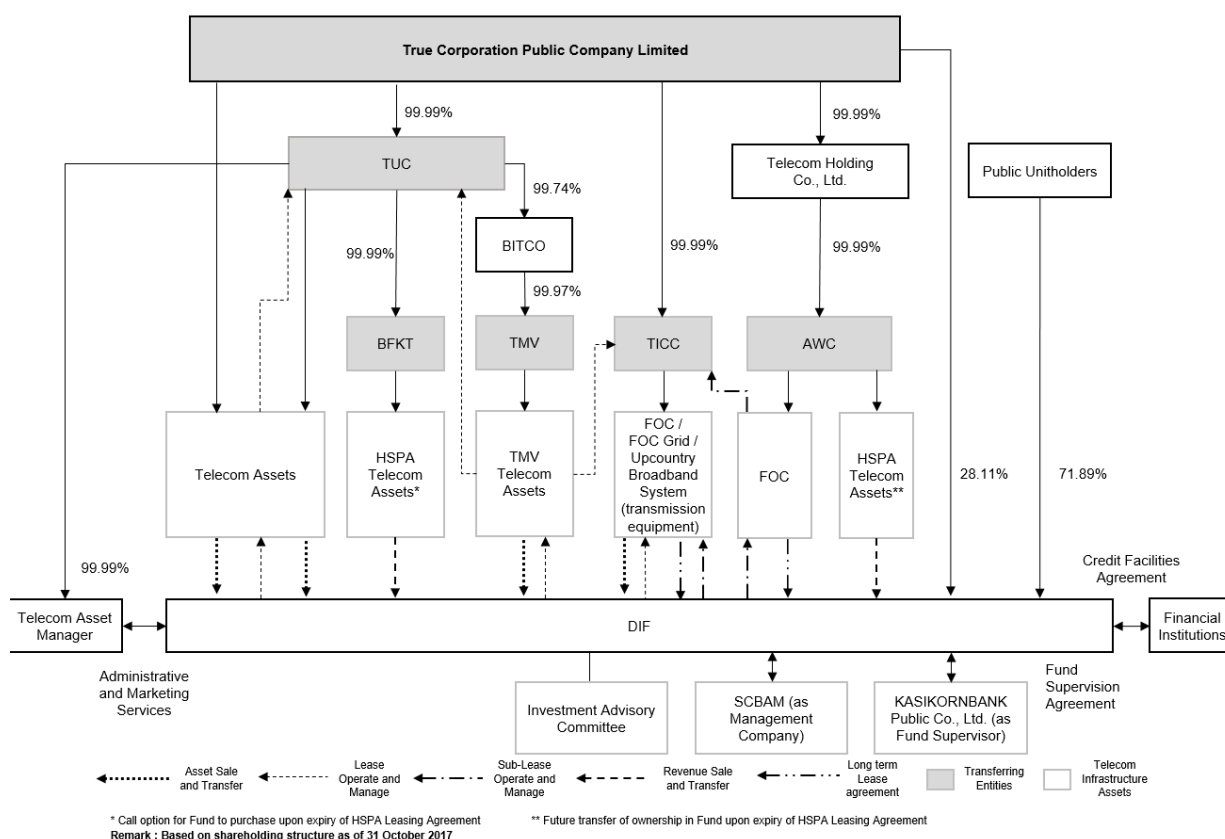 True Corporation Public Company Limited
99.99%
99.99%
TUC
Telecom Holding
Co., Ltd.
Public Unitholders
99.74%
BITCO
99.99%
99.99%
99.99%
99.97%
BFKT
TMV
TICC
AWC
Telecom Assets
HSPA
Telecom
Assets*
TMV
Telecom
Assets
FOC /
FOC Grid /
Upcountry
Broadband
System
(transmission
equipment)
FOC
HSPA
Telecom
Assets**
28.11%
71.89%
99.99%
Credit Facilities
Agreement
Telecom Asset
Manager
DIF
Financial
Institutions
Administrative
and Marketing
Services
Investment Advisory
Committee
SCBAM (as
Management
Company)
KASIKORNBANK
Public Co., Ltd. (as
Fund Supervisor)
Fund
Supervision
Agreement
Asset Sale
and Transfer
Lease
Operate and
Manage
Sub-Lease
Operate and
Manage
Revenue Sale
and Transfer
Long term
Lease
agreement
Transferring
Entities
Telecom
Infrastructure
Assets
* Call option for Fund to purchase upon expiry of HSPA Leasing Agreement
** Future transfer of ownership in Fund upon expiry of HSPA Leasing Agreement
Remark : Based on shareholding structure as of 31 October 2017